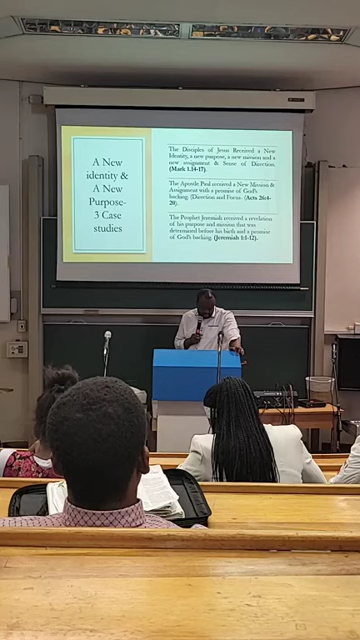 A New
identity &
A New
Purpose-
3 Case
studies
The Disciples of Jesus Received a New
Identity, a new purpose, a new mission and a
new assignment & Sense of Direction.
(Mark 1.14-17).
The Apostle Paul received a New Mission &
Assignment with a promise of God's
backing (Direction and Focus- (Acts 26:4-
20).
The Prophet Jeremiah received a revelation
of his purpose and mission that was
determined before his birth and a promise
of God's backing (Jeremiah 1:1-12).